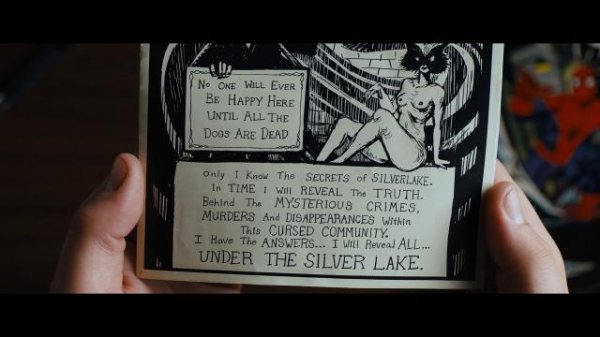 No One Will Ever
Be Happy Here
Until All The
Dogs Are Dead
Only I Know The Secrets of SILVERLAKE.
In TIME I Will REVEAL The TRUTH.
Behind The MYSTERIOUS CRIMES,
MURDERS And DISAPPEARANCES Within
This CURSED COMMUNITY.
I Have The ANSWERS... I Will Reveal ALL...
UNDER THE SILVER LAKE.